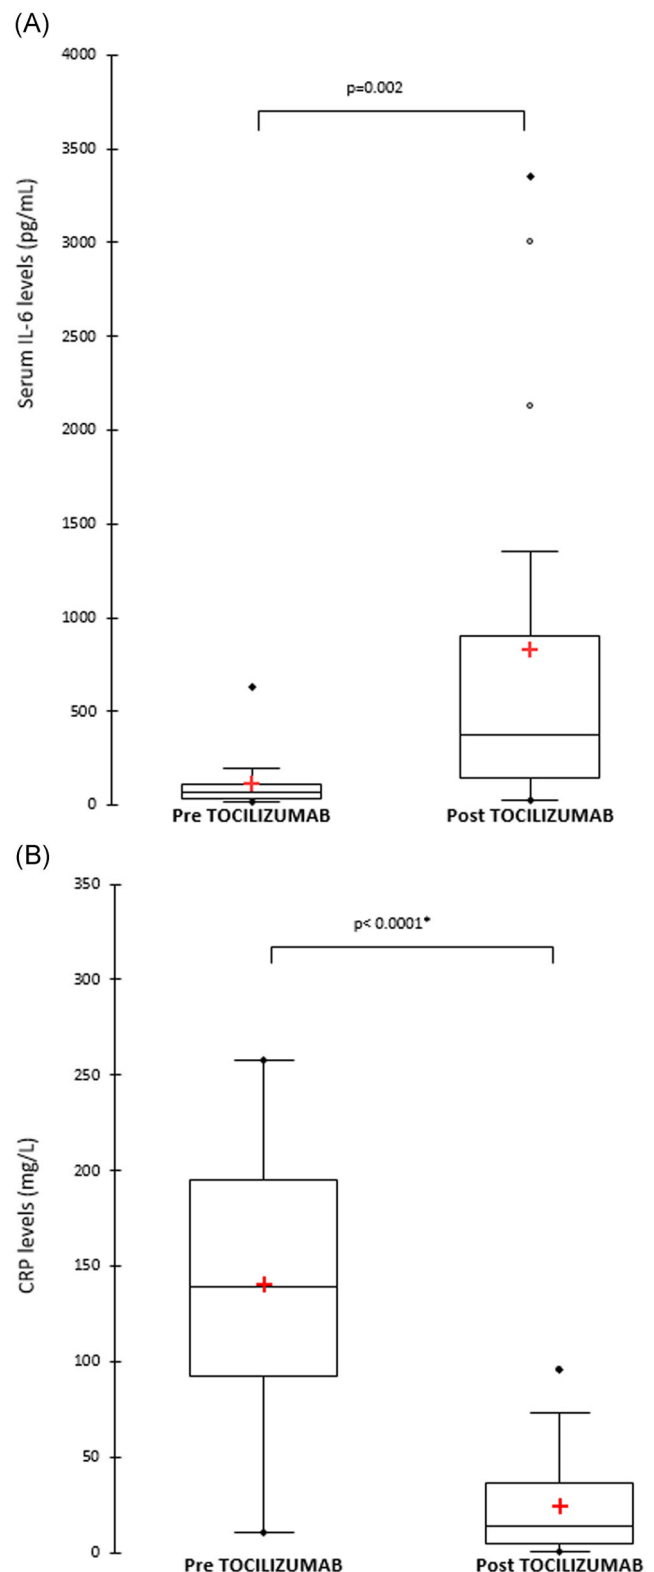 (A)
4000
p=0.002
3500
3000
2500
Serum IL-6 levels (pg/mL)
2000
1500
1000
500
0
Pre TOCILIZUMAB Post TOCILIZUMAB
(B)
350
p< 0.0001*
300
250
200
CRP levels (mg/L)
150
100
50
0
Pre TOCILIZUMAB Post TOCILIZUMAB